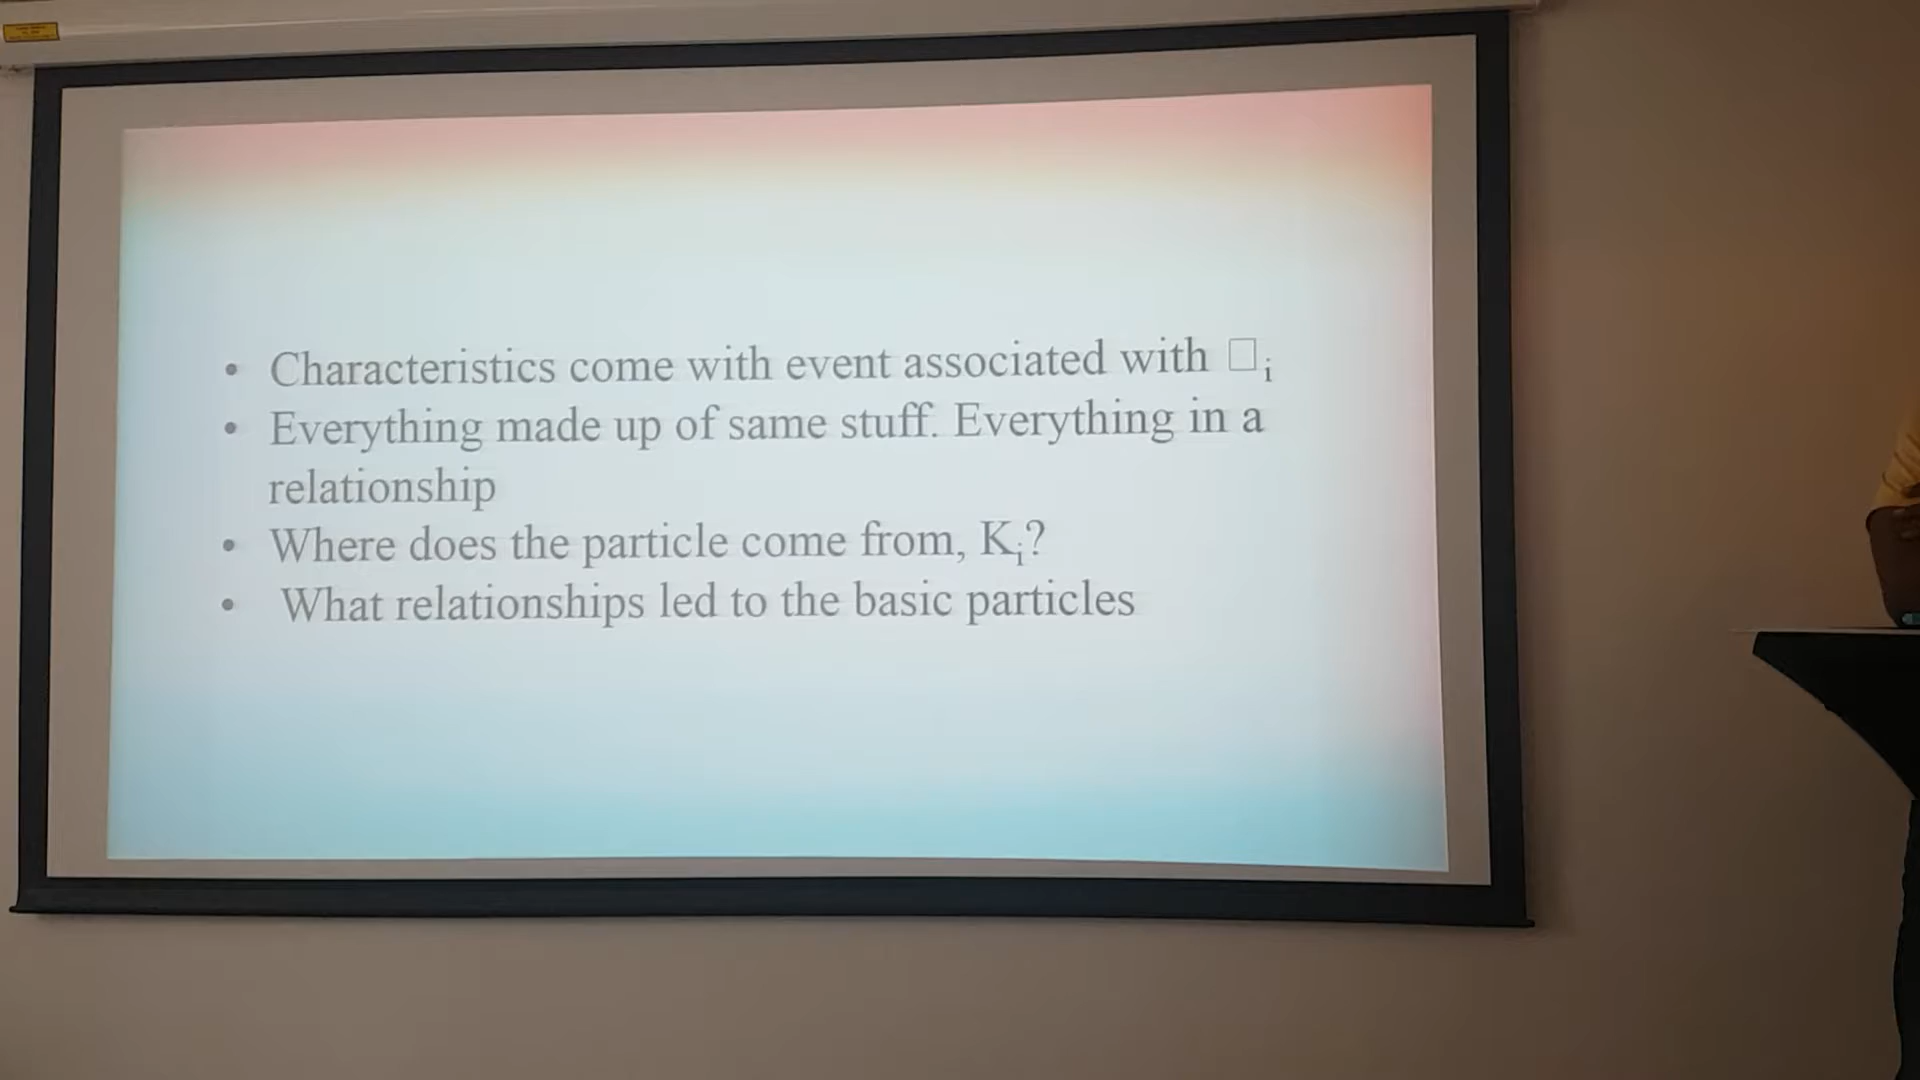 • Characteristics come with event associated with □ᵢ
• Everything made up of same stuff. Everything in a
relationship
• Where does the particle come from, Kᵢ?
• What relationships led to the basic particles